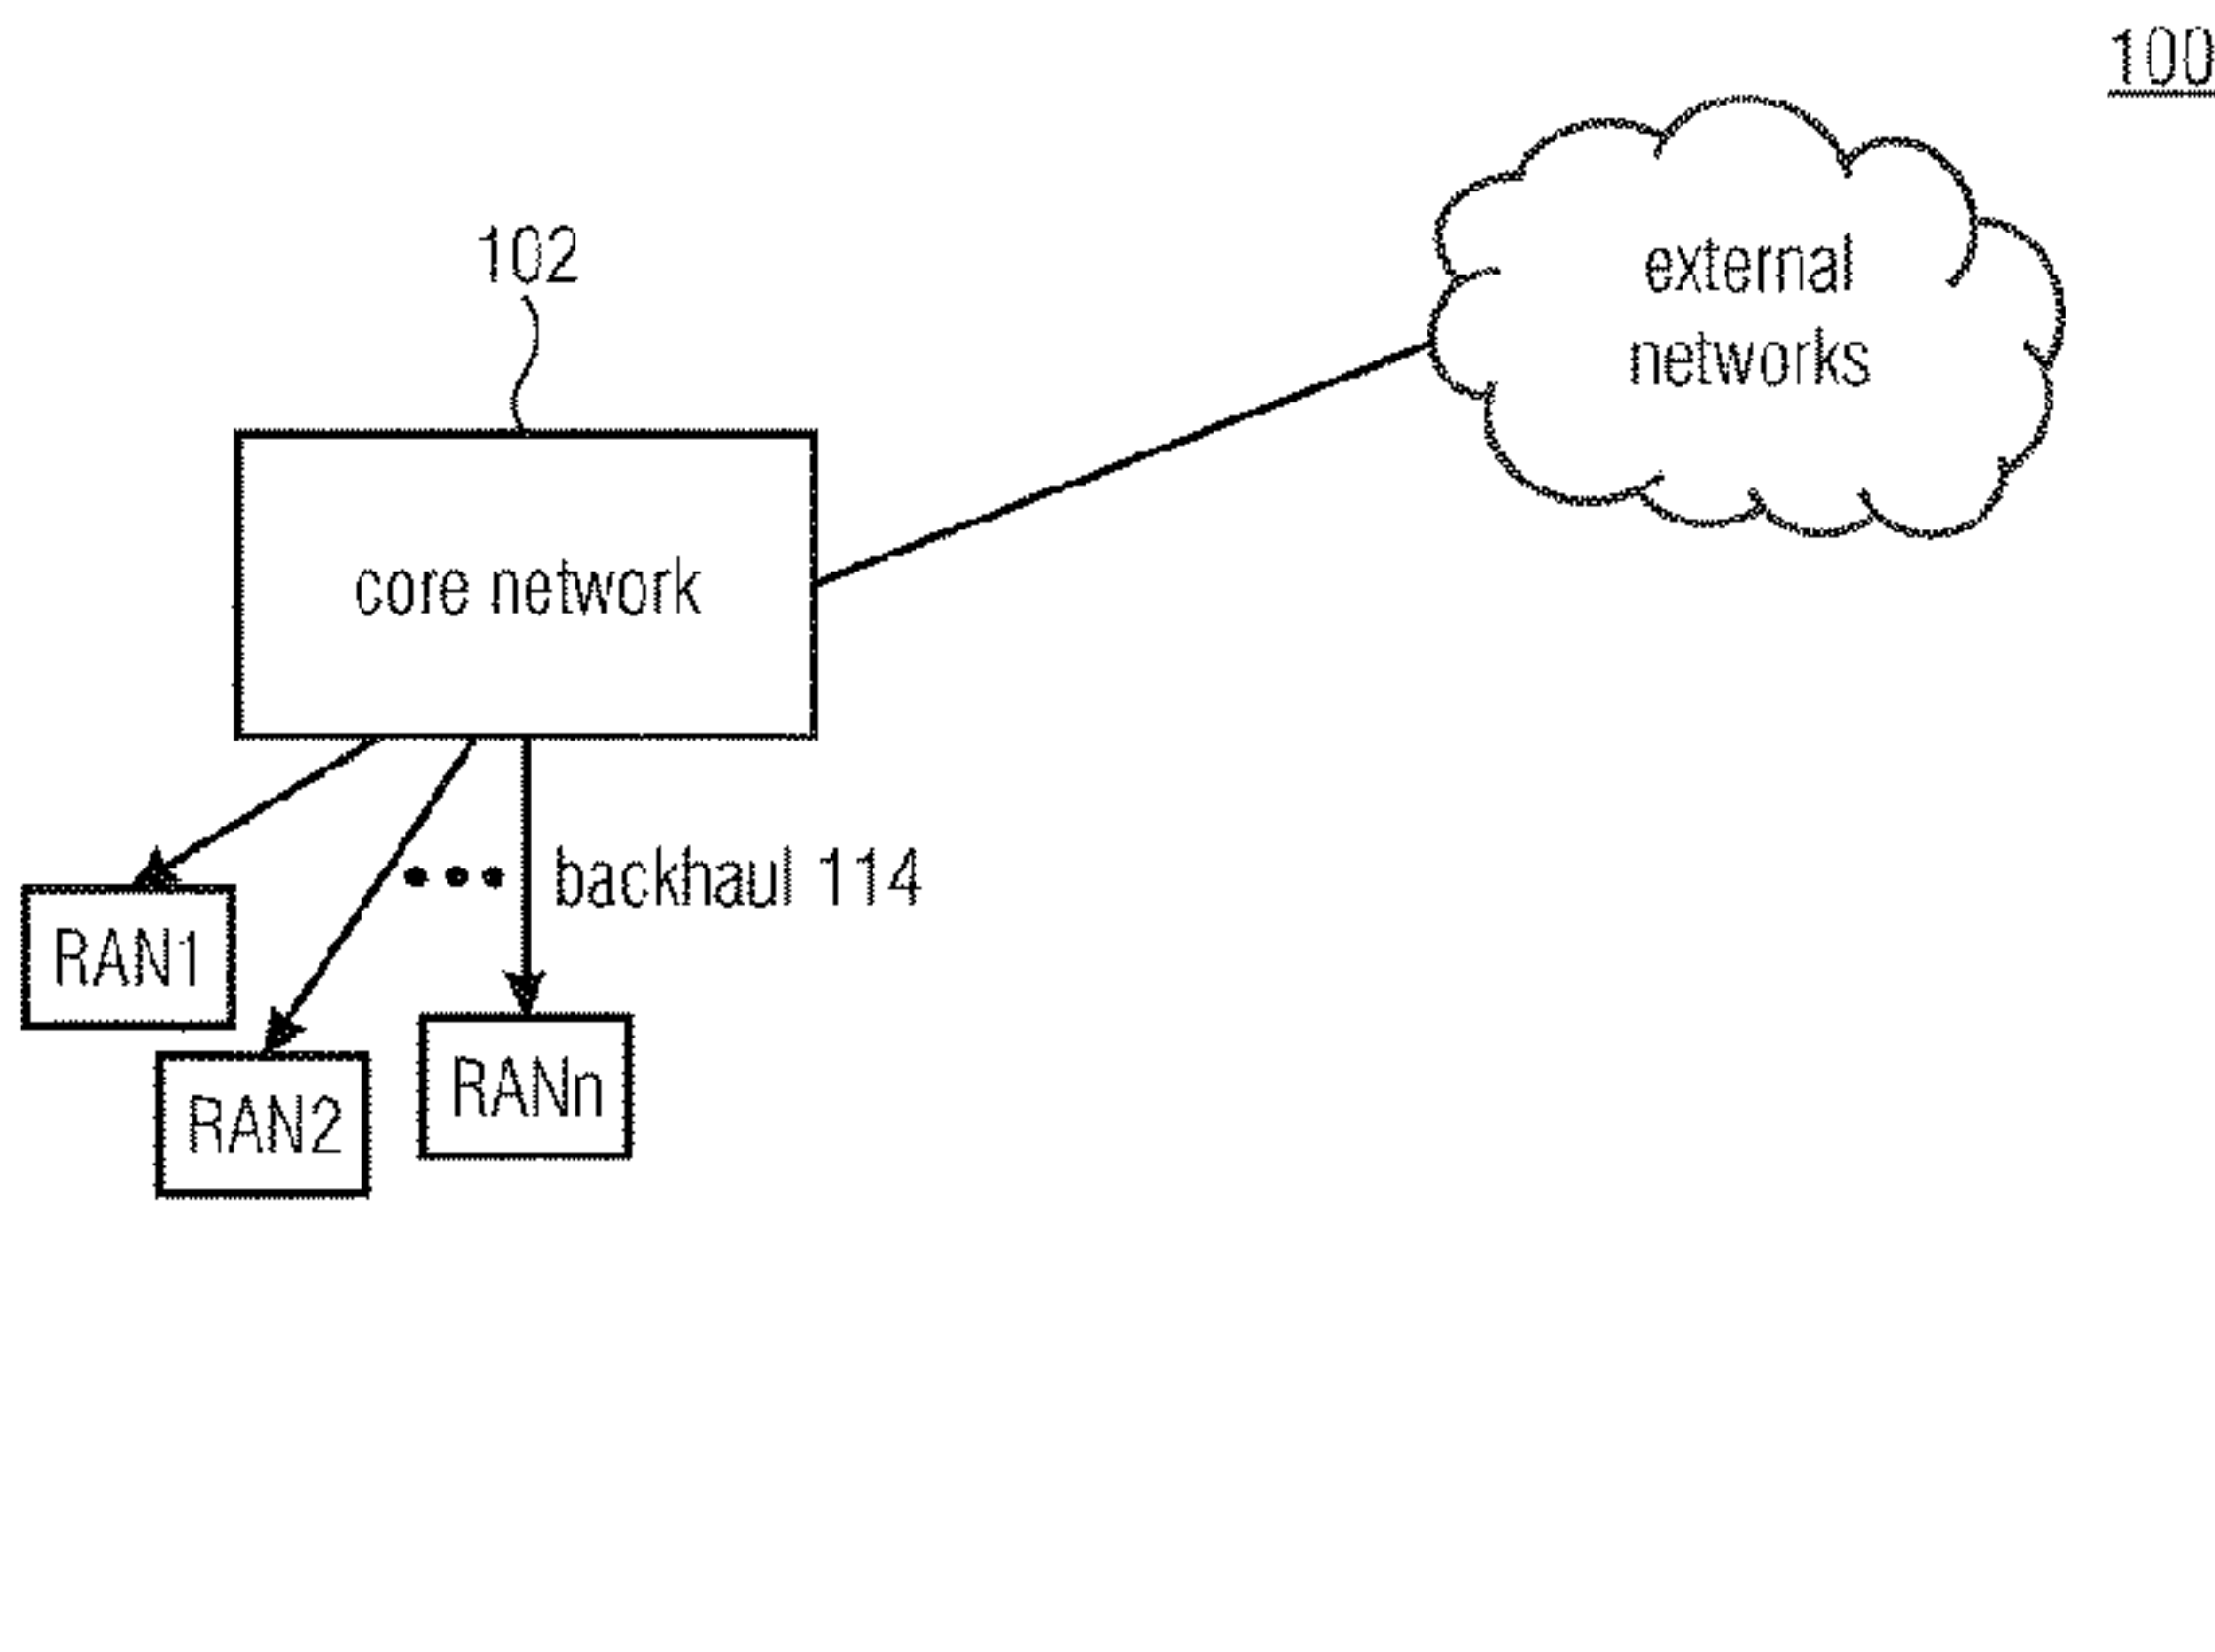 100
102
external
networks
core network
backhaul 114
RAN1
RAN2
RANn